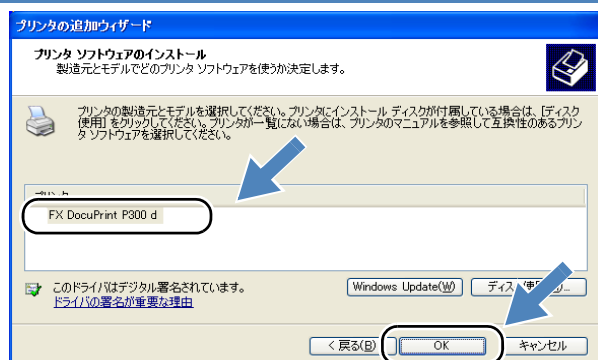 プリンタの追加ウィザード
プリンタ ソフトウェアのインストール
製造元とモデルでどのプリンタ ソフトウェアを使うか決定します。
プリンタの製造元とモデルを選択してください。プリンタにインストール ディスクが付属している場合は、[ディスク
使用] をクリックしてください。プリンタが一覧にない場合は、プリンタのマニュアルを参照して互換性のあるプリン
タ ソフトウェアを選択してください。
プリンタ
FX DocuPrint P300 d
このドライバはデジタル署名されています。
ドライバの署名が重要な理由
Windows Update(W)
< 戻る(B)
OK
キャンセル